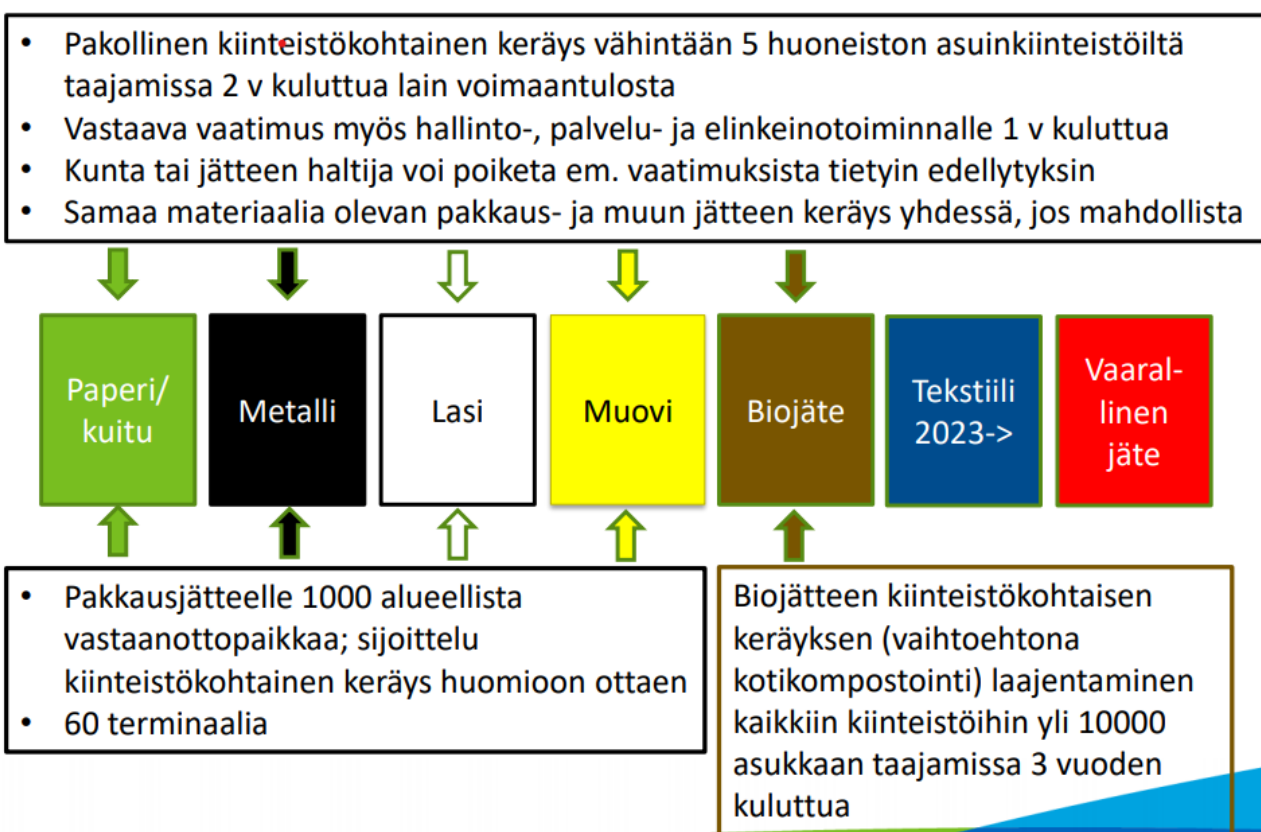 • Pakollinen kiinteistökohtainen keräys vähintään 5 huoneiston asuinkiinteistöiltä
taajamissa 2 v kuluttua lain voimaantulosta
• Vastaava vaatimus myös hallinto-, palvelu- ja elinkeinotoiminnalle 1 v kuluttua
• Kunta tai jätteen haltija voi poiketa em. vaatimuksista tietyin edellytyksin
• Samaa materiaalia olevan pakkaus- ja muun jätteen keräys yhdessä, jos mahdollista
Paperi/
kuitu
Metalli
Lasi
Muovi
Biojäte
Tekstiili
2023->
Vaaral-
linen
jäte
• Pakkausjätteelle 1000 alueellista
vastaanottopaikkaa; sijoittelu
kiinteistökohtainen keräys huomioon ottaen
• 60 terminaalia
Biojätteen kiinteistökohtaisen
keräyksen (vaihtoehtona
kotikompostointi) laajentaminen
kaikkiin kiinteistöihin yli 10000
asukkaan taajamissa 3 vuoden
kuluttua